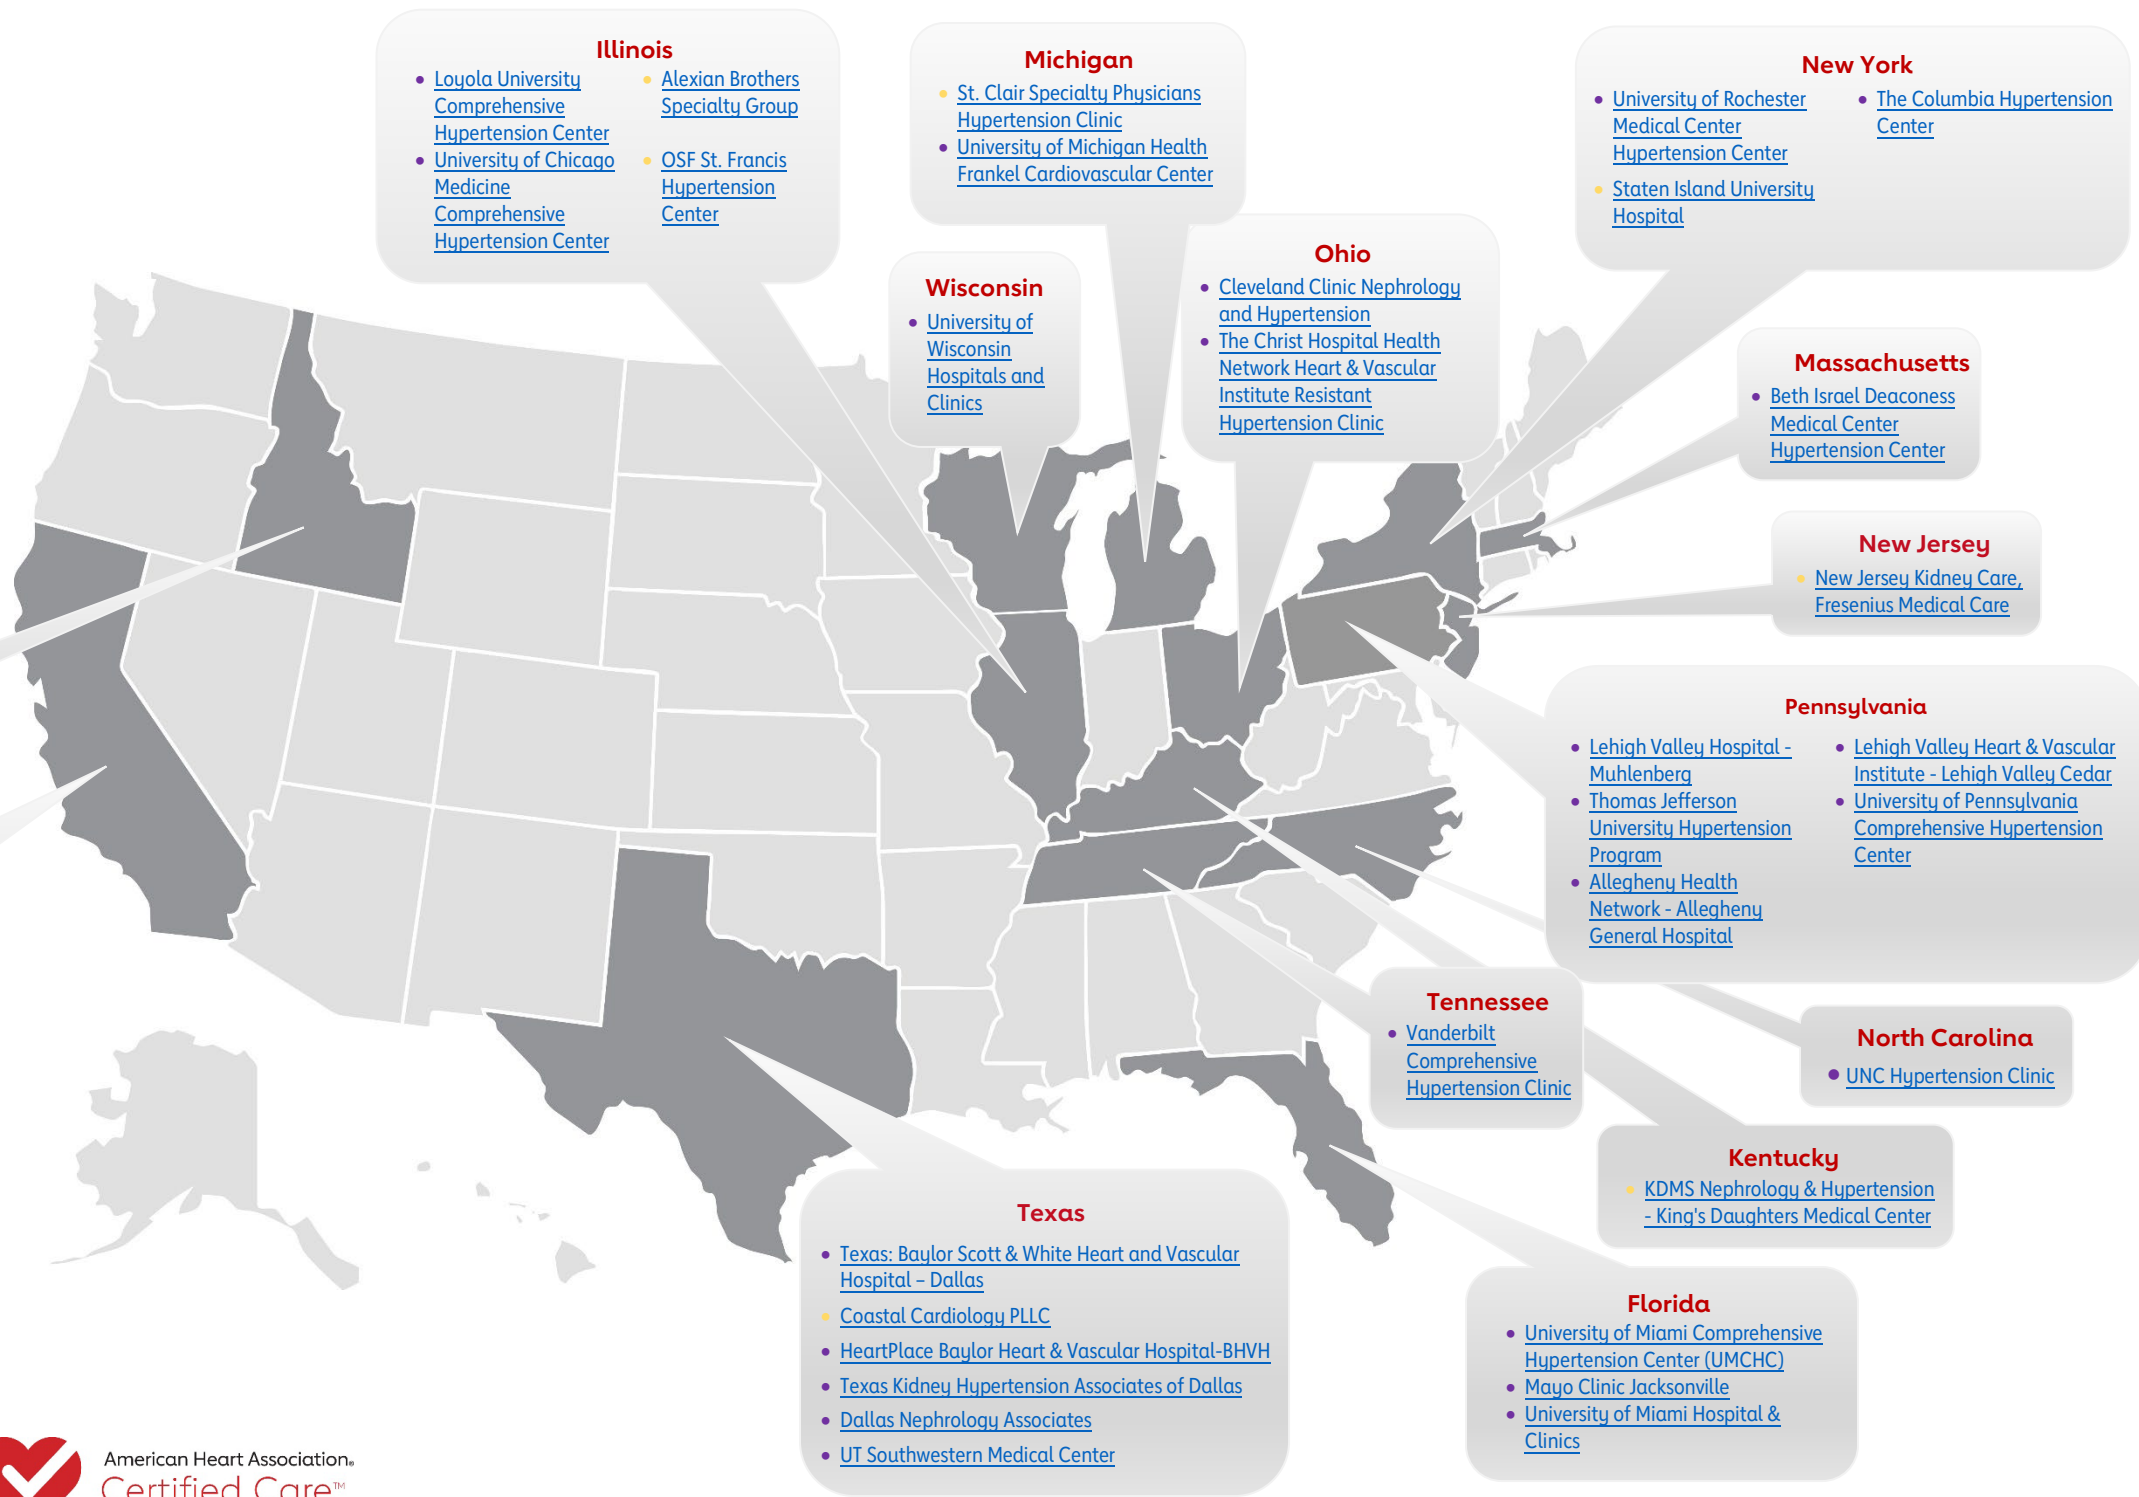 Illinois
• Loyola University
Comprehensive
Hypertension Center
• University of Chicago
Medicine
Comprehensive
Hypertension Center
• Alexian Brothers
Specialty Group
• OSF St. Francis
Hypertension
Center
Michigan
• St. Clair Specialty Physicians
Hypertension Clinic
• University of Michigan Health
Frankel Cardiovascular Center
New York
• University of Rochester
Medical Center
Hypertension Center
• Staten Island University
Hospital
• The Columbia Hypertension
Center
Wisconsin
• University of
Wisconsin
Hospitals and
Clinics
Ohio
• Cleveland Clinic Nephrology
and Hypertension
• The Christ Hospital Health
Network Heart & Vascular
Institute Resistant
Hypertension Clinic
Massachusetts
• Beth Israel Deaconess
Medical Center
Hypertension Center
New Jersey
• New Jersey Kidney Care,
Fresenius Medical Care
Pennsylvania
• Lehigh Valley Hospital -
Muhlenberg
• Thomas Jefferson
University Hypertension
Program
• Allegheny Health
Network - Allegheny
General Hospital
• Lehigh Valley Heart & Vascular
Institute - Lehigh Valley Cedar
• University of Pennsylvania
Comprehensive Hypertension
Center
Tennessee
• Vanderbilt
Comprehensive
Hypertension Clinic
North Carolina
• UNC Hypertension Clinic
Kentucky
• KDMS Nephrology & Hypertension
- King's Daughters Medical Center
Texas
• Texas: Baylor Scott & White Heart and Vascular
Hospital – Dallas
• Coastal Cardiology PLLC
• HeartPlace Baylor Heart & Vascular Hospital-BHVH
• Texas Kidney Hypertension Associates of Dallas
• Dallas Nephrology Associates
• UT Southwestern Medical Center
Florida
• University of Miami Comprehensive
Hypertension Center (UMCHC)
• Mayo Clinic Jacksonville
• University of Miami Hospital &
Clinics
American Heart Association®
Certified Care™